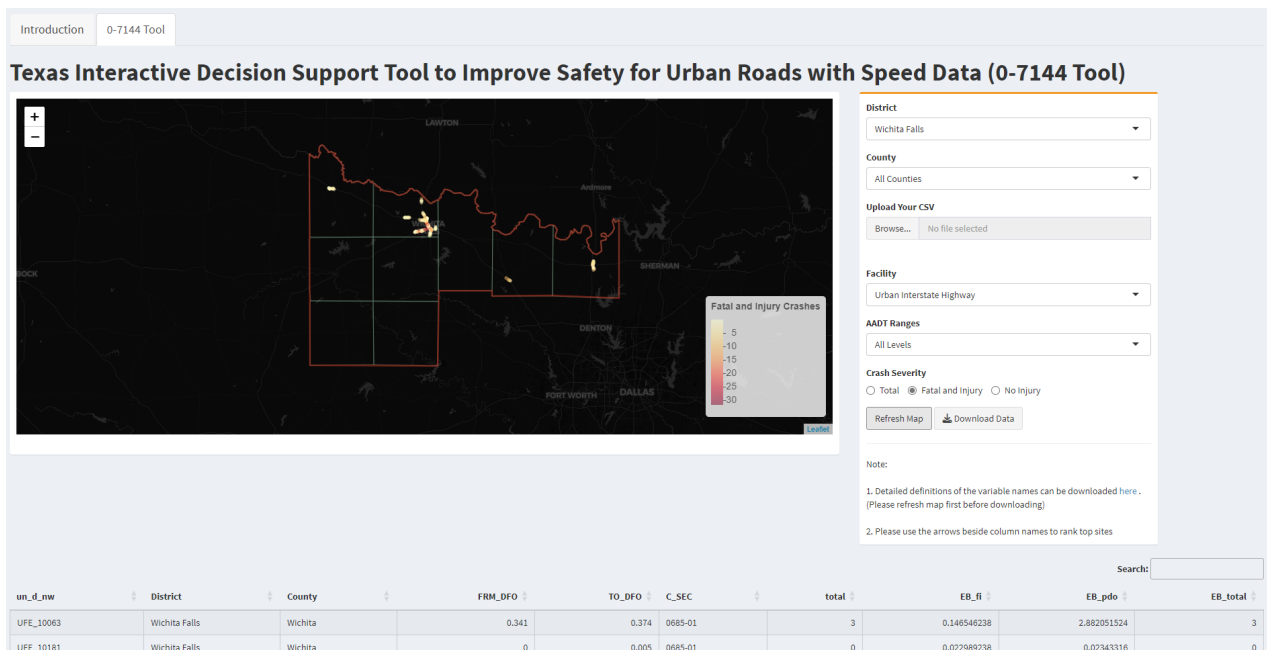 Introduction
0-7144 Tool
Texas Interactive Decision Support Tool to Improve Safety for Urban Roads with Speed Data (0-7144 Tool)
+
−
LAWTON
Ardmore
WICHITA
SHERMAN
BOCK
DENTON
FORT WORTH
DALLAS
Fatal and Injury Crashes
5
10
15
20
25
30
Leaflet
District
Wichita Falls
County
All Counties
Upload Your CSV
Browse... No file selected
Facility
Urban Interstate Highway
AADT Ranges
All Levels
Crash Severity
Total Fatal and Injury No Injury
Refresh Map Download Data
Note:
1. Detailed definitions of the variable names can be downloaded here .
(Please refresh map first before downloading)
2. Please use the arrows beside column names to rank top sites
Search:
un_d_nw District County FRM_DFO TO_DFO C_SEC total EB_fi EB_pdo EB_total
UFE_10063 Wichita Falls Wichita 0.341 0.374 0685-01 3 0.146546238 2.882051524 3
UFE_10181 Wichita Falls Wichita 0 0.005 0685-01 0 0.022989238 0.02343316 0